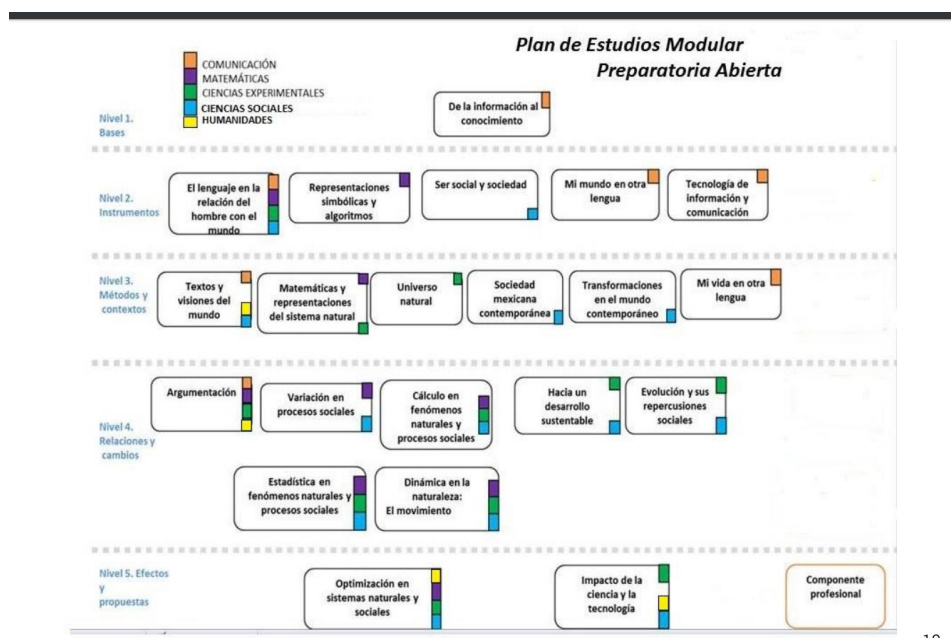 Plan de Estudios Modular
Preparatoria Abierta
COMUNICACIÓN
MATEMÁTICAS
CIENCIAS EXPERIMENTALES
CIENCIAS SOCIALES
HUMANIDADES
Nivel 1.
Bases
De la información al
conocimiento
Nivel 2.
Instrumentos
El lenguaje en la
relación del
hombre con el
mundo
Representaciones
simbólicas y
algoritmos
Ser social y sociedad
Mi mundo en otra
lengua
Tecnología de
información y
comunicación
Nivel 3.
Métodos y
contextos
Textos y
visiones del
mundo
Matemáticas y
representaciones
del sistema natural
Universo
natural
Sociedad
mexicana
contemporánea
Transformaciones
en el mundo
contemporáneo
Mi vida en otra
lengua
Nivel 4.
Relaciones y
cambios
Argumentación
Variación en
procesos sociales
Cálculo en
fenómenos
naturales y
procesos sociales
Hacia un
desarrollo
sustentable
Evolución y sus
repercusiones
sociales
Estadística en
fenómenos naturales y
procesos sociales
Dinámica en la
naturaleza:
El movimiento
Nivel 5. Efectos
y
propuestas
Optimización en
sistemas naturales y
sociales
Impacto de la
ciencia y la
tecnología
Componente
profesional